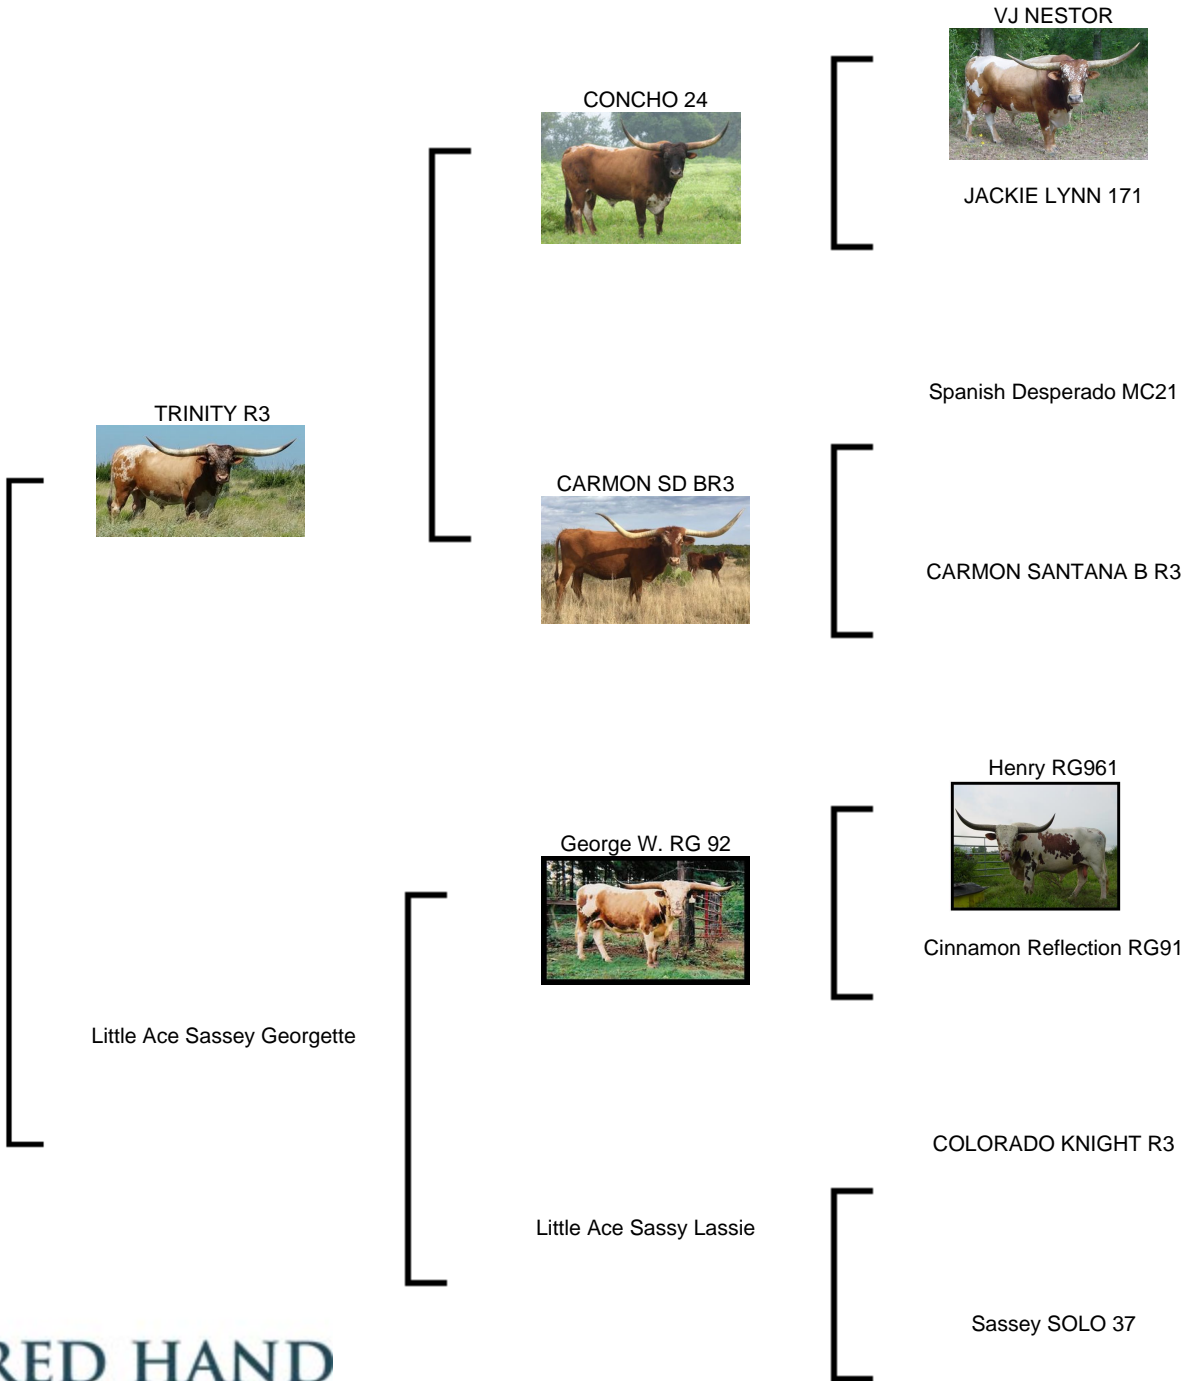 VJ NESTOR
CONCHO 24
JACKIE LYNN 171
Spanish Desperado MC21
TRINITY R3
CARMON SD BR3
CARMON SANTANA B R3
Henry RG961
George W. RG 92
Cinnamon Reflection RG91
Little Ace Sassey Georgette
COLORADO KNIGHT R3
Little Ace Sassy Lassie
Sassey SOLO 37
RED HAND